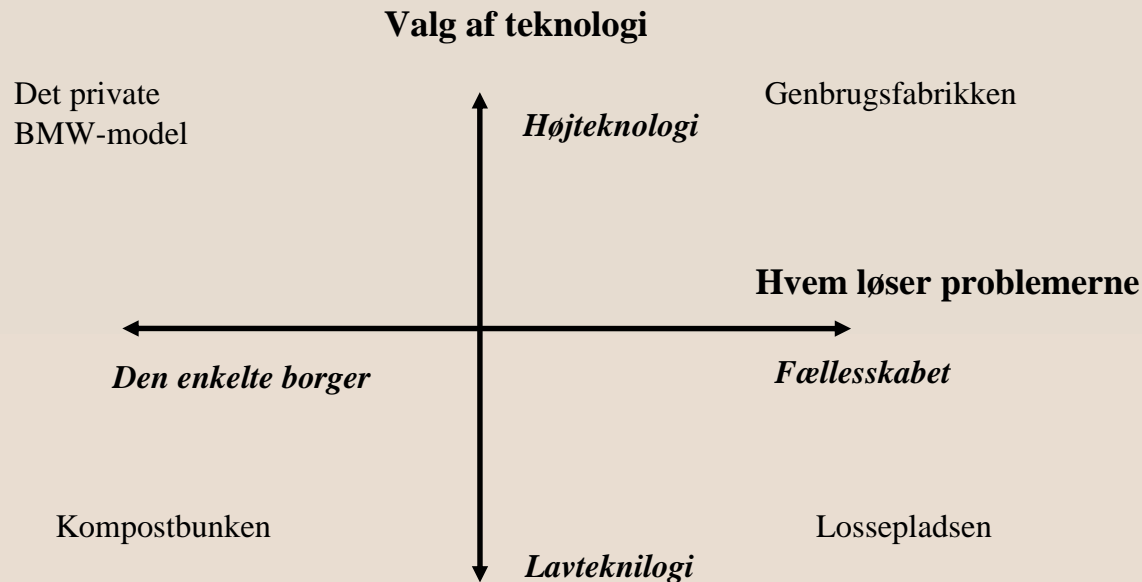 Valg af teknologi
Det private
BMW-model
Genbrugsfabrikken
Højteknologi
Hvem løser problemerne
Den enkelte borger
Fællesskabet
Kompostbunken
Lossepladsen
Lavteknilogi